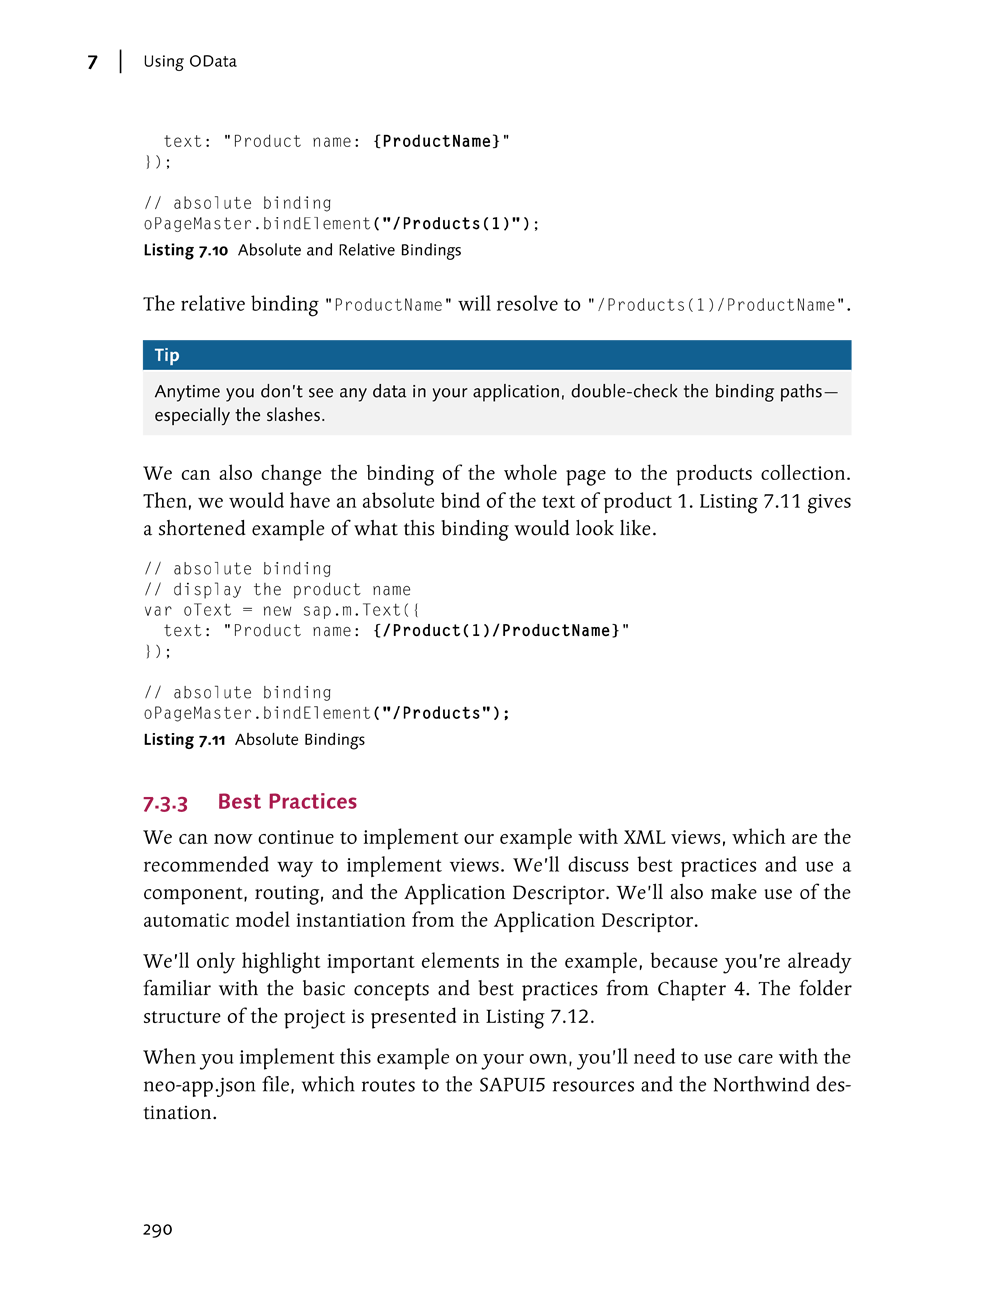 7 | Using OData
text: "Product name: {ProductName}"
});
// absolute binding
oPageMaster.bindElement("/Products(1)");
Listing 7.10 Absolute and Relative Bindings
The relative binding "ProductName" will resolve to "/Products(1)/ProductName".
Tip
Anytime you don't see any data in your application, double-check the binding paths—
especially the slashes.
We can also change the binding of the whole page to the products collection.
Then, we would have an absolute bind of the text of product 1. Listing 7.11 gives
a shortened example of what this binding would look like.
// absolute binding
// display the product name
var oText = new sap.m.Text({
text: "Product name: {/Product(1)/ProductName}"
});
// absolute binding
oPageMaster.bindElement("/Products");
Listing 7.11 Absolute Bindings
7.3.3 Best Practices
We can now continue to implement our example with XML views, which are the
recommended way to implement views. We'll discuss best practices and use a
component, routing, and the Application Descriptor. We'll also make use of the
automatic model instantiation from the Application Descriptor.
We'll only highlight important elements in the example, because you're already
familiar with the basic concepts and best practices from Chapter 4. The folder
structure of the project is presented in Listing 7.12.
When you implement this example on your own, you'll need to use care with the
neo-app.json file, which routes to the SAPUI5 resources and the Northwind des-
tination.
290